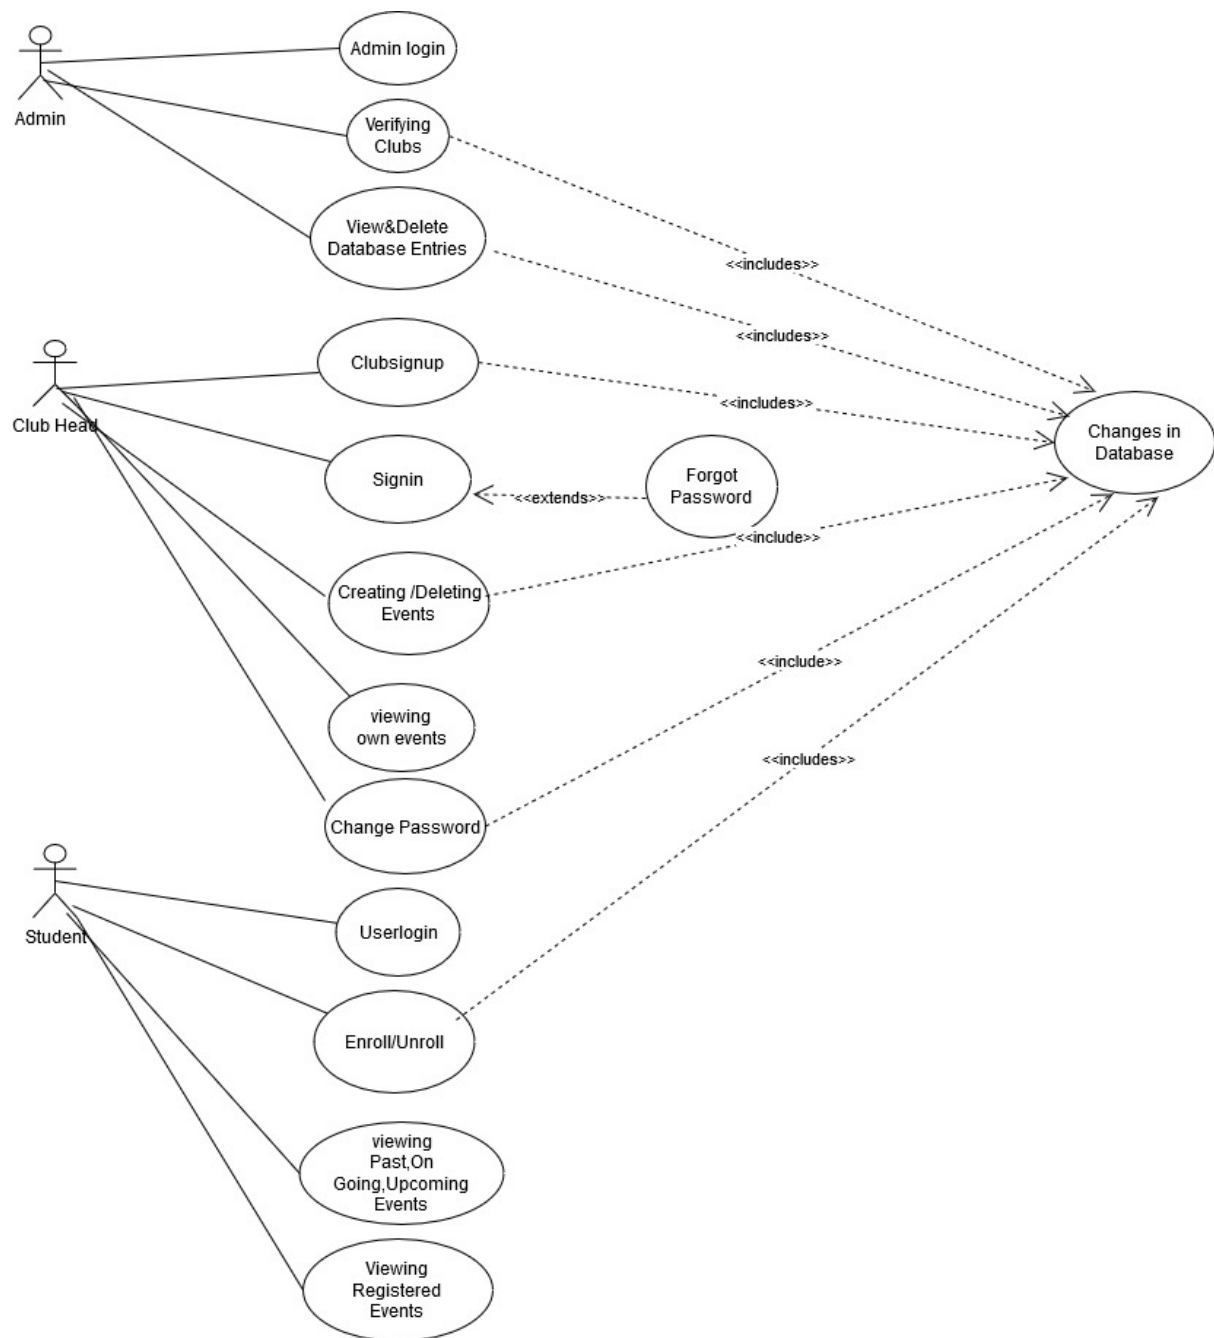 Admin
Admin login
Verifying
Clubs
View&Delete
Database Entries
<<includes>>
<<includes>>
Club Head
Clubsignup
<<includes>>
Changes in
Database
Signin
<<extends>>
Forgot
Password
Creating /Deleting
Events
<<include>>
viewing
own events
<<include>>
Change Password
<<includes>>
Student
Userlogin
Enroll/Unroll
viewing
Past,On
Going,Upcoming
Events
Viewing
Registered
Events